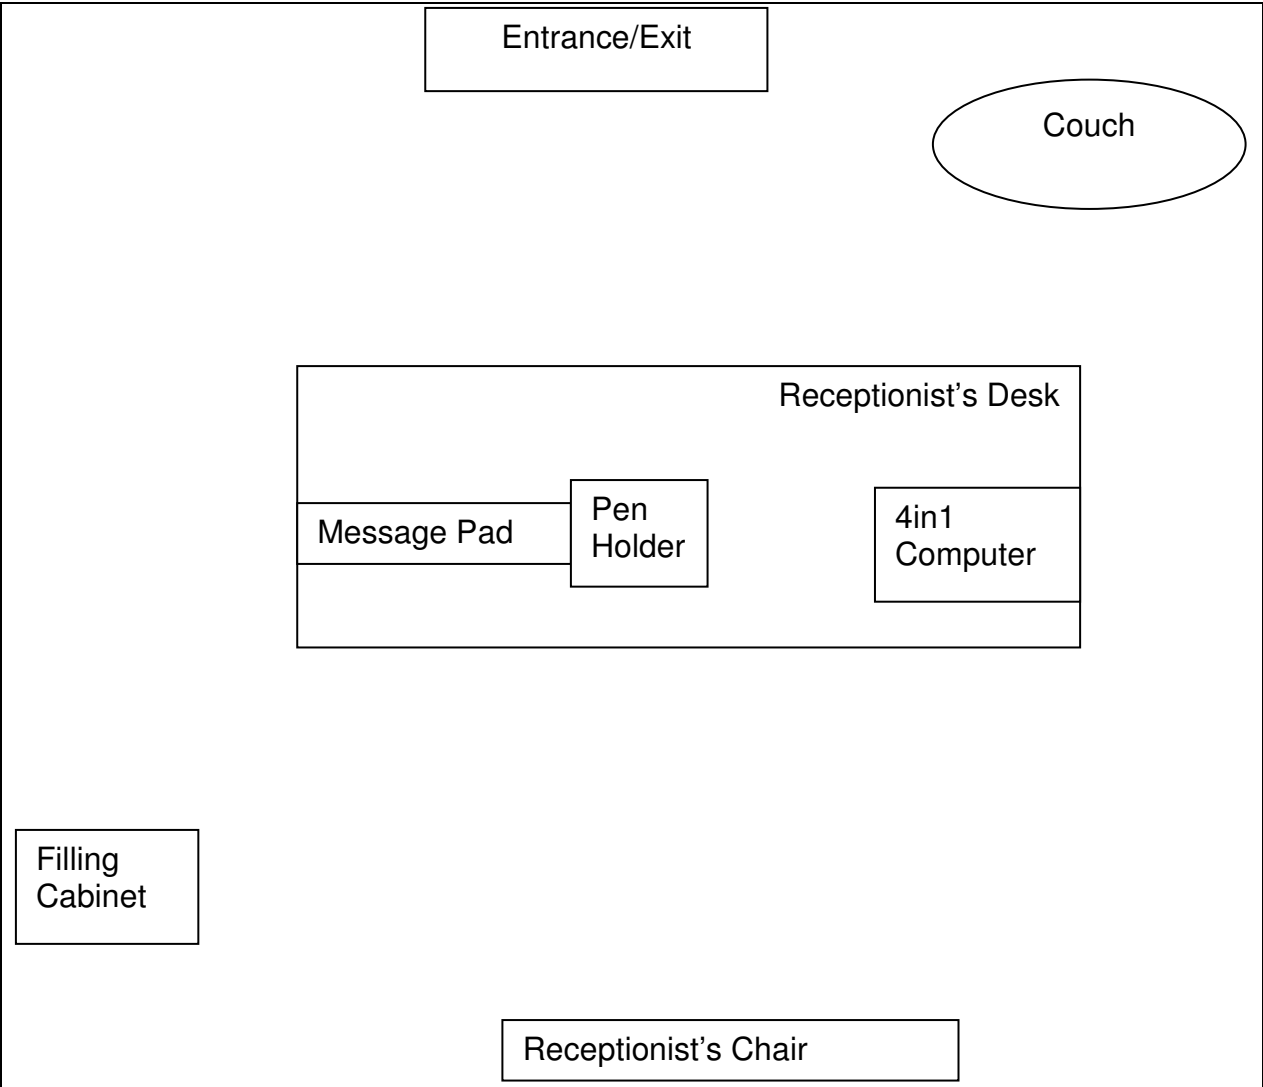 Entrance/Exit
Couch
Receptionist's Desk
Message Pad
Pen
Holder
4in1
Computer
Filling
Cabinet
Receptionist's Chair